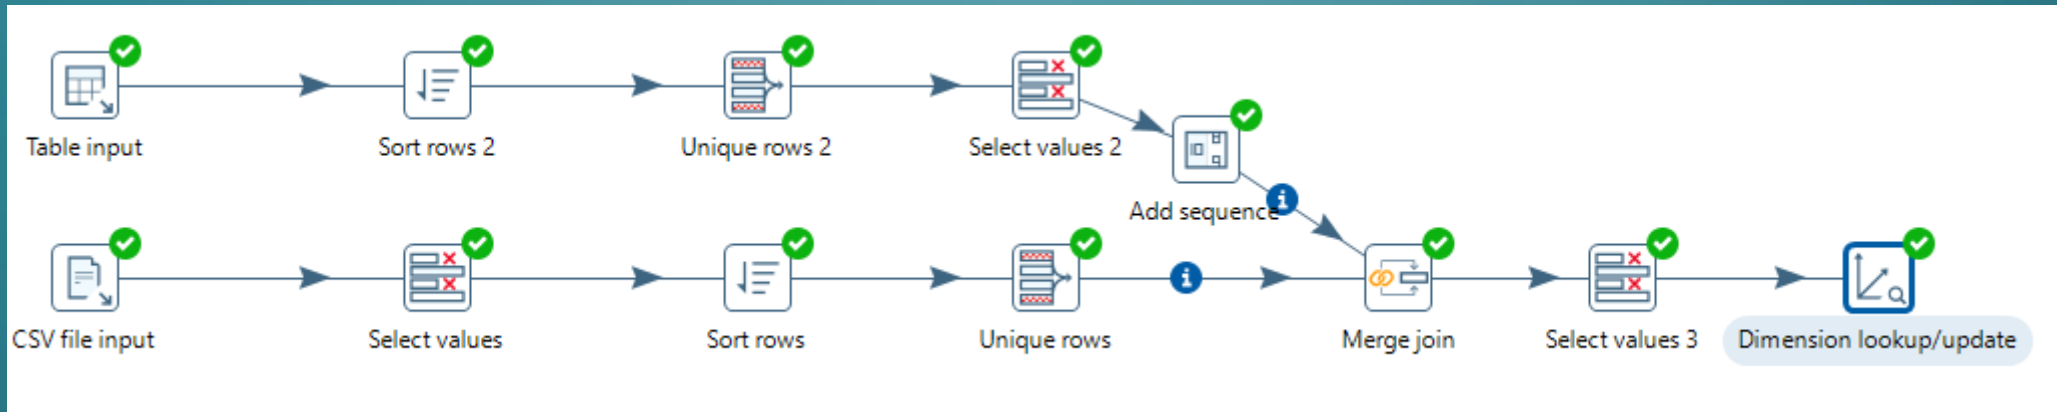 Table input
Sort rows 2
Unique rows 2
Select values 2
Add sequence
CSV file input
Select values
Sort rows
Unique rows
Merge join
Select values 3
Dimension lookup/update